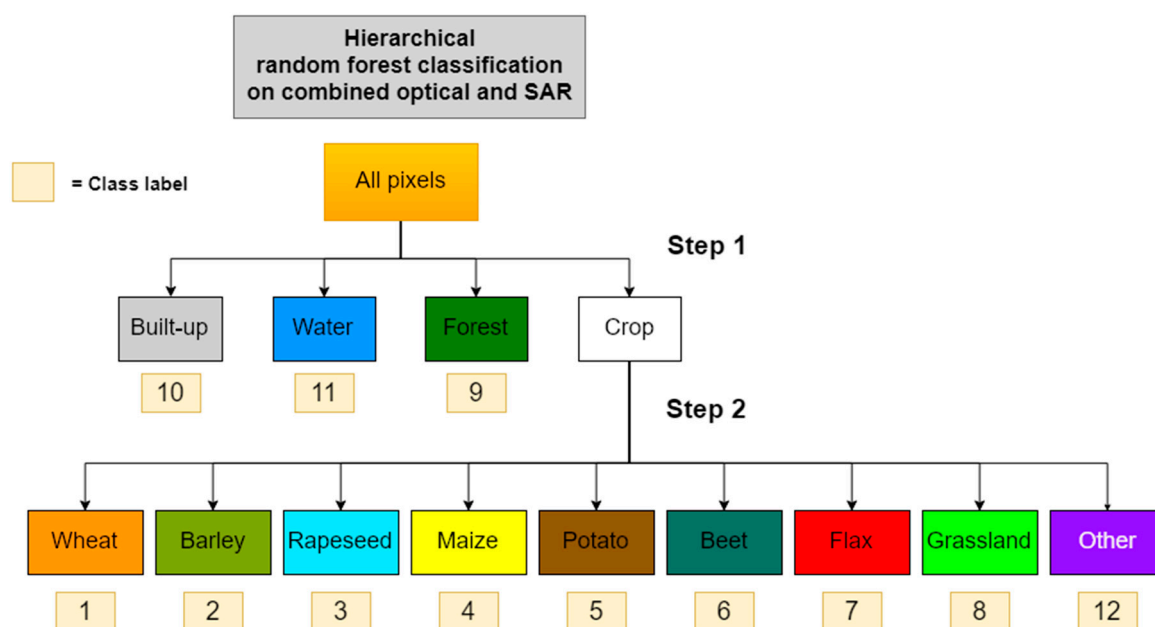 Hierarchical
random forest classification
on combined optical and SAR
= Class label
All pixels
Step 1
Built-up
Water
Forest
Crop
10
11
9
Step 2
Wheat
Barley
Rapeseed
Maize
Potato
Beet
Flax
Grassland
Other
1
2
3
4
5
6
7
8
12